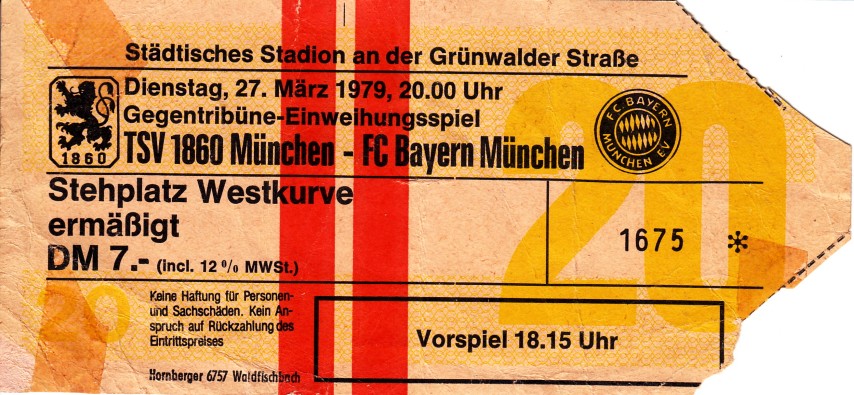 Städtisches Stadion an der Grünwalder Straße
Dienstag, 27. März 1979, 20.00 Uhr
Gegentribüne-Einweihungsspiel
TSV 1860 München - FC Bayern München
1860
F.C. BAYERN MÜNCHEN EV
Stehplatz Westkurve
ermäßigt
DM 7.- (incl. 12% MWSt.)
1675 *
20
20
Keine Haftung für Personen-
und Sachschäden. Kein An-
spruch auf Rückzahlung des
Eintrittspreises
Vorspiel 18.15 Uhr
Hornberger 6757 Waldfischbach